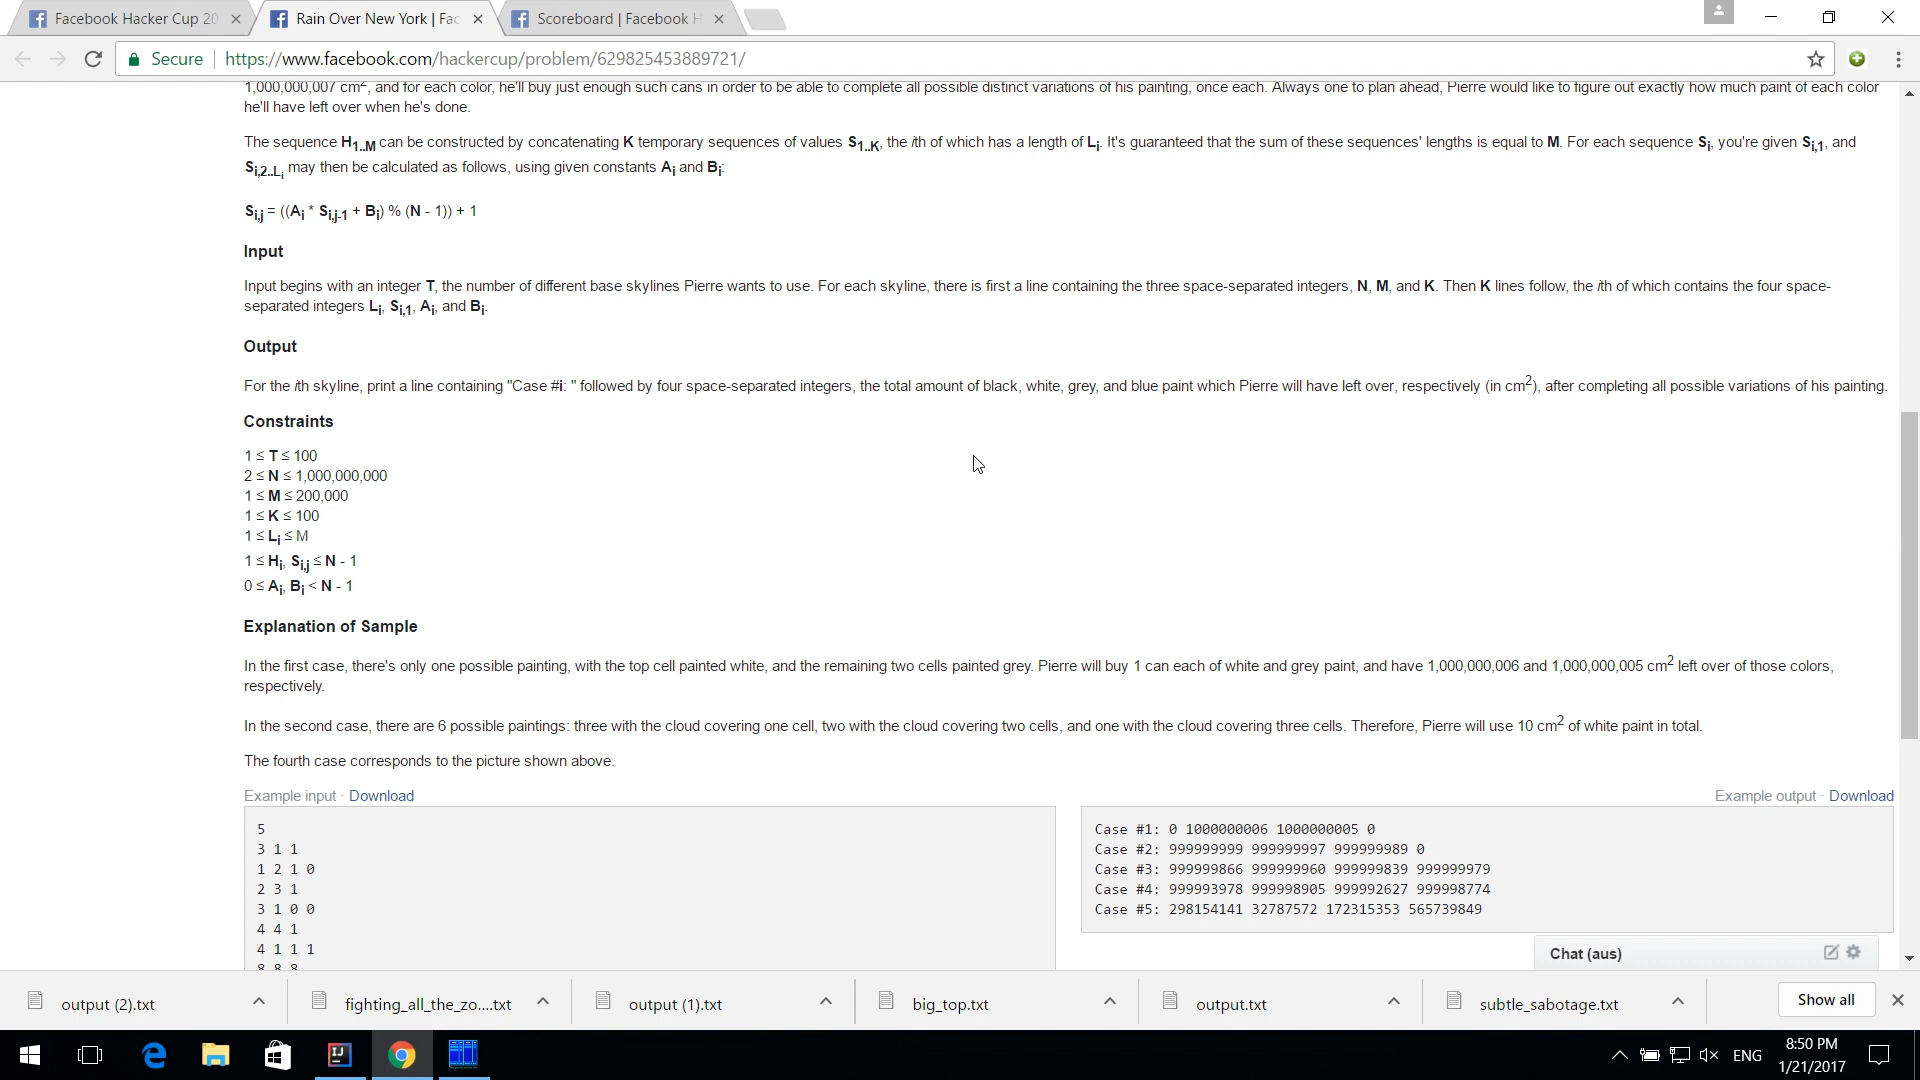 Facebook Hacker Cup 20
Rain Over New York | Fac
Scoreboard | Facebook H
Secure
https://www.facebook.com/hackercup/problem/629825453889721/
1,000,000,007 cm2, and for each color, he'll buy just enough such cans in order to be able to complete all possible distinct variations of his painting, once each. Always one to plan ahead, Pierre would like to figure out exactly how much paint of each color
he'll have left over when he's done.
The sequence H1..M can be constructed by concatenating K temporary sequences of values S1..K, the ith of which has a length of Li. It's guaranteed that the sum of these sequences' lengths is equal to M. For each sequence Si, you're given Si,1, and
Si,2..Li may then be calculated as follows, using given constants Ai and Bi:
Si,j = ((Ai * Si,j-1 + Bi) % (N - 1)) + 1
Input
Input begins with an integer T, the number of different base skylines Pierre wants to use. For each skyline, there is first a line containing the three space-separated integers, N, M, and K. Then K lines follow, the ith of which contains the four space-
separated integers Li, Si,1, Ai, and Bi.
Output
For the ith skyline, print a line containing "Case #i: " followed by four space-separated integers, the total amount of black, white, grey, and blue paint which Pierre will have left over, respectively (in cm2), after completing all possible variations of his painting.
Constraints
1 ≤ T ≤ 100
2 ≤ N ≤ 1,000,000,000
1 ≤ M ≤ 200,000
1 ≤ K ≤ 100
1 ≤ Li ≤ M
1 ≤ Hi, Si,j ≤ N - 1
0 ≤ Ai, Bi < N - 1
Explanation of Sample
In the first case, there's only one possible painting, with the top cell painted white, and the remaining two cells painted grey. Pierre will buy 1 can each of white and grey paint, and have 1,000,000,006 and 1,000,000,005 cm2 left over of those colors,
respectively.
In the second case, there are 6 possible paintings: three with the cloud covering one cell, two with the cloud covering two cells, and one with the cloud covering three cells. Therefore, Pierre will use 10 cm2 of white paint in total.
The fourth case corresponds to the picture shown above.
Example input · Download
Example output · Download
5
3 1 1
1 2 1 0
2 3 1
3 1 0 0
4 4 1
4 1 1 1
8 8 8
Case #1: 0 1000000006 1000000005 0
Case #2: 999999999 999999997 999999989 0
Case #3: 999999866 999999960 999999839 999999979
Case #4: 999993978 999998905 999992627 999998774
Case #5: 298154141 32787572 172315353 565739849
Chat (aus)
output (2).txt
fighting_all_the_zo....txt
output (1).txt
big_top.txt
output.txt
subtle_sabotage.txt
Show all
IJ
ENG
8:50 PM
1/21/2017